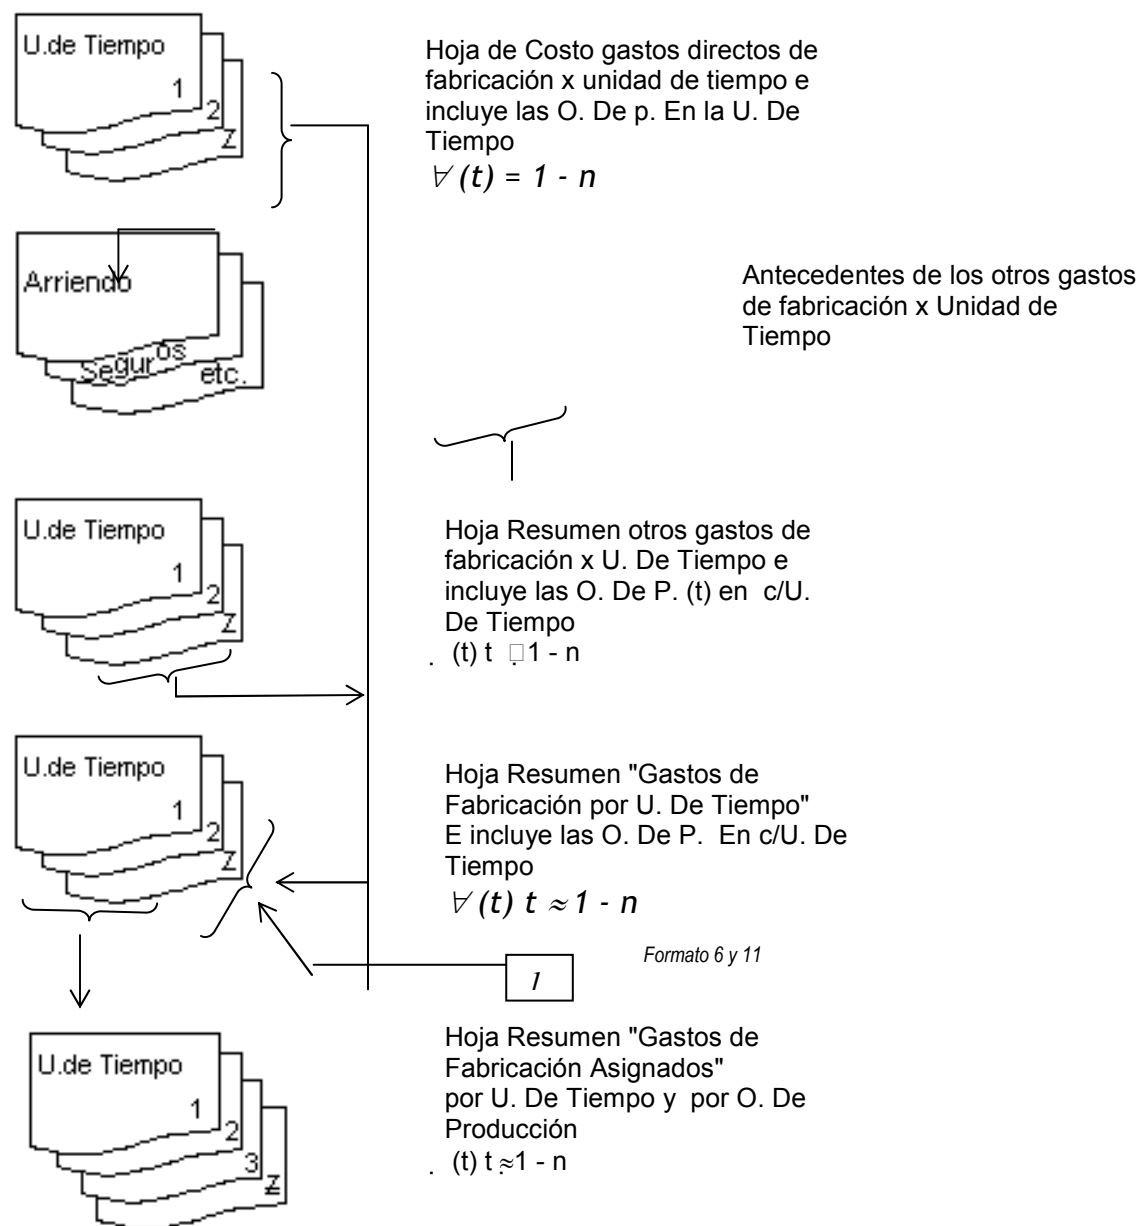 U.de Tiempo
1
2
Z
Hoja de Costo gastos directos de
fabricación x unidad de tiempo e
incluye las O. De p. En la U. De
Tiempo
∀ (t) = 1 - n
Arriendo
Seguros
etc.
Antecedentes de los otros gastos
de fabricación x Unidad de
Tiempo
U.de Tiempo
1
2
Z
Hoja Resumen otros gastos de
fabricación x U. De Tiempo e
incluye las O. De P. (t) en c/U.
De Tiempo
. (t) t □1 - n
U.de Tiempo
1
2
Z
Hoja Resumen "Gastos de
Fabricación por U. De Tiempo"
E incluye las O. De P. En c/U. De
Tiempo
∀ (t) t ≈ 1 - n
Formato 6 y 11
1
U.de Tiempo
1
2
3
Z
Hoja Resumen "Gastos de
Fabricación Asignados"
por U. De Tiempo y por O. De
Producción
. (t) t ≈1 - n